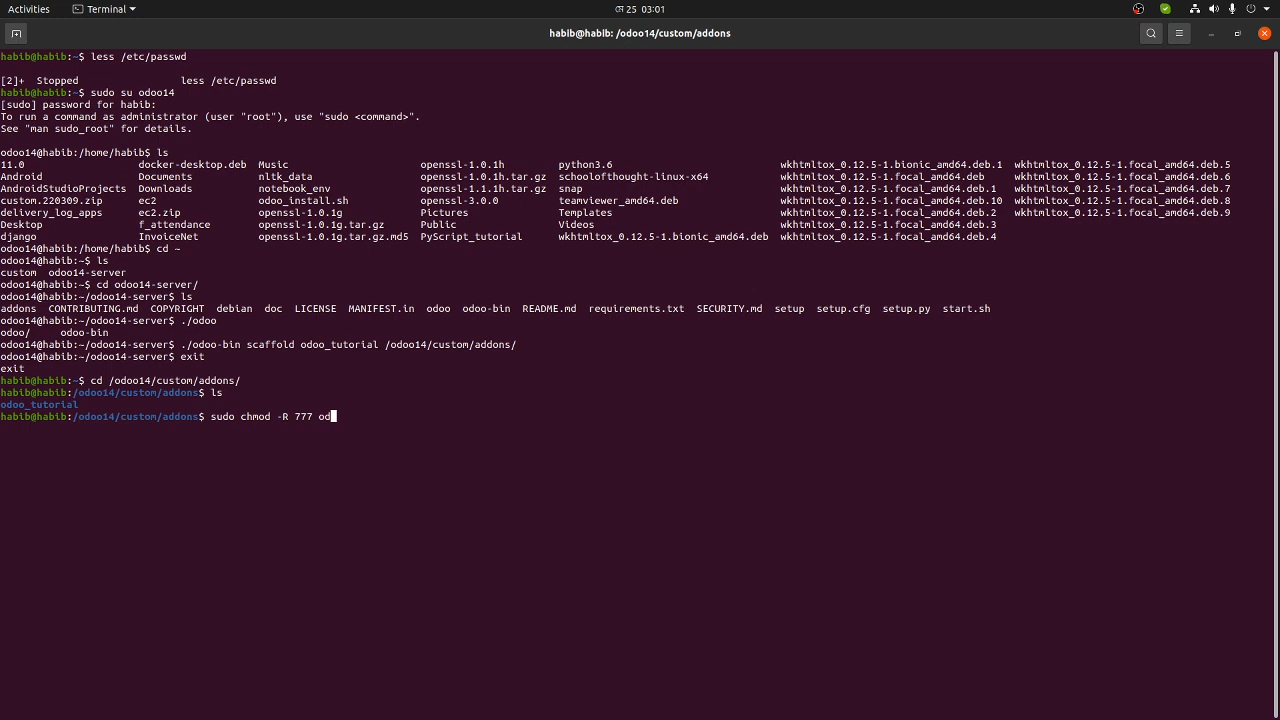 Activities Terminal মে 25 03:01
habib@habib: /odoo14/custom/addons
habib@habib:~$ less /etc/passwd
[2]+ Stopped less /etc/passwd
habib@habib:~$ sudo su odoo14
[sudo] password for habib:
To run a command as administrator (user "root"), use "sudo <command>".
See "man sudo_root" for details.
odoo14@habib:/home/habib$ ls
11.0 docker-desktop.deb Music openssl-1.0.1h python3.6 wkhtmltox_0.12.5-1.bionic_amd64.deb.1 wkhtmltox_0.12.5-1.focal_amd64.deb.5
Android Documents nltk_data openssl-1.0.1h.tar.gz schoolofthought-linux-x64 wkhtmltox_0.12.5-1.focal_amd64.deb wkhtmltox_0.12.5-1.focal_amd64.deb.6
AndroidStudioProjects Downloads notebook_env openssl-1.1.1h.tar.gz snap wkhtmltox_0.12.5-1.focal_amd64.deb.1 wkhtmltox_0.12.5-1.focal_amd64.deb.7
custom.220309.zip ec2 odoo_install.sh openssl-3.0.0 teamviewer_amd64.deb wkhtmltox_0.12.5-1.focal_amd64.deb.10 wkhtmltox_0.12.5-1.focal_amd64.deb.8
delivery_log_apps ec2.zip openssl-1.0.1g Pictures Templates wkhtmltox_0.12.5-1.focal_amd64.deb.2 wkhtmltox_0.12.5-1.focal_amd64.deb.9
Desktop f_attendance openssl-1.0.1g.tar.gz Public Videos wkhtmltox_0.12.5-1.focal_amd64.deb.3
django InvoiceNet openssl-1.0.1g.tar.gz.md5 PyScript_tutorial wkhtmltox_0.12.5-1.bionic_amd64.deb wkhtmltox_0.12.5-1.focal_amd64.deb.4
odoo14@habib:/home/habib$ cd ~
odoo14@habib:~$ ls
custom odoo14-server
odoo14@habib:~$ cd odoo14-server/
odoo14@habib:~/odoo14-server$ ls
addons CONTRIBUTING.md COPYRIGHT debian doc LICENSE MANIFEST.in odoo odoo-bin README.md requirements.txt SECURITY.md setup setup.cfg setup.py start.sh
odoo14@habib:~/odoo14-server$ ./odoo
odoo/ odoo-bin
odoo14@habib:~/odoo14-server$ ./odoo-bin scaffold odoo_tutorial /odoo14/custom/addons/
odoo14@habib:~/odoo14-server$ exit
exit
habib@habib:~$ cd /odoo14/custom/addons/
habib@habib:/odoo14/custom/addons$ ls
odoo_tutorial
habib@habib:/odoo14/custom/addons$ sudo chmod -R 777 od